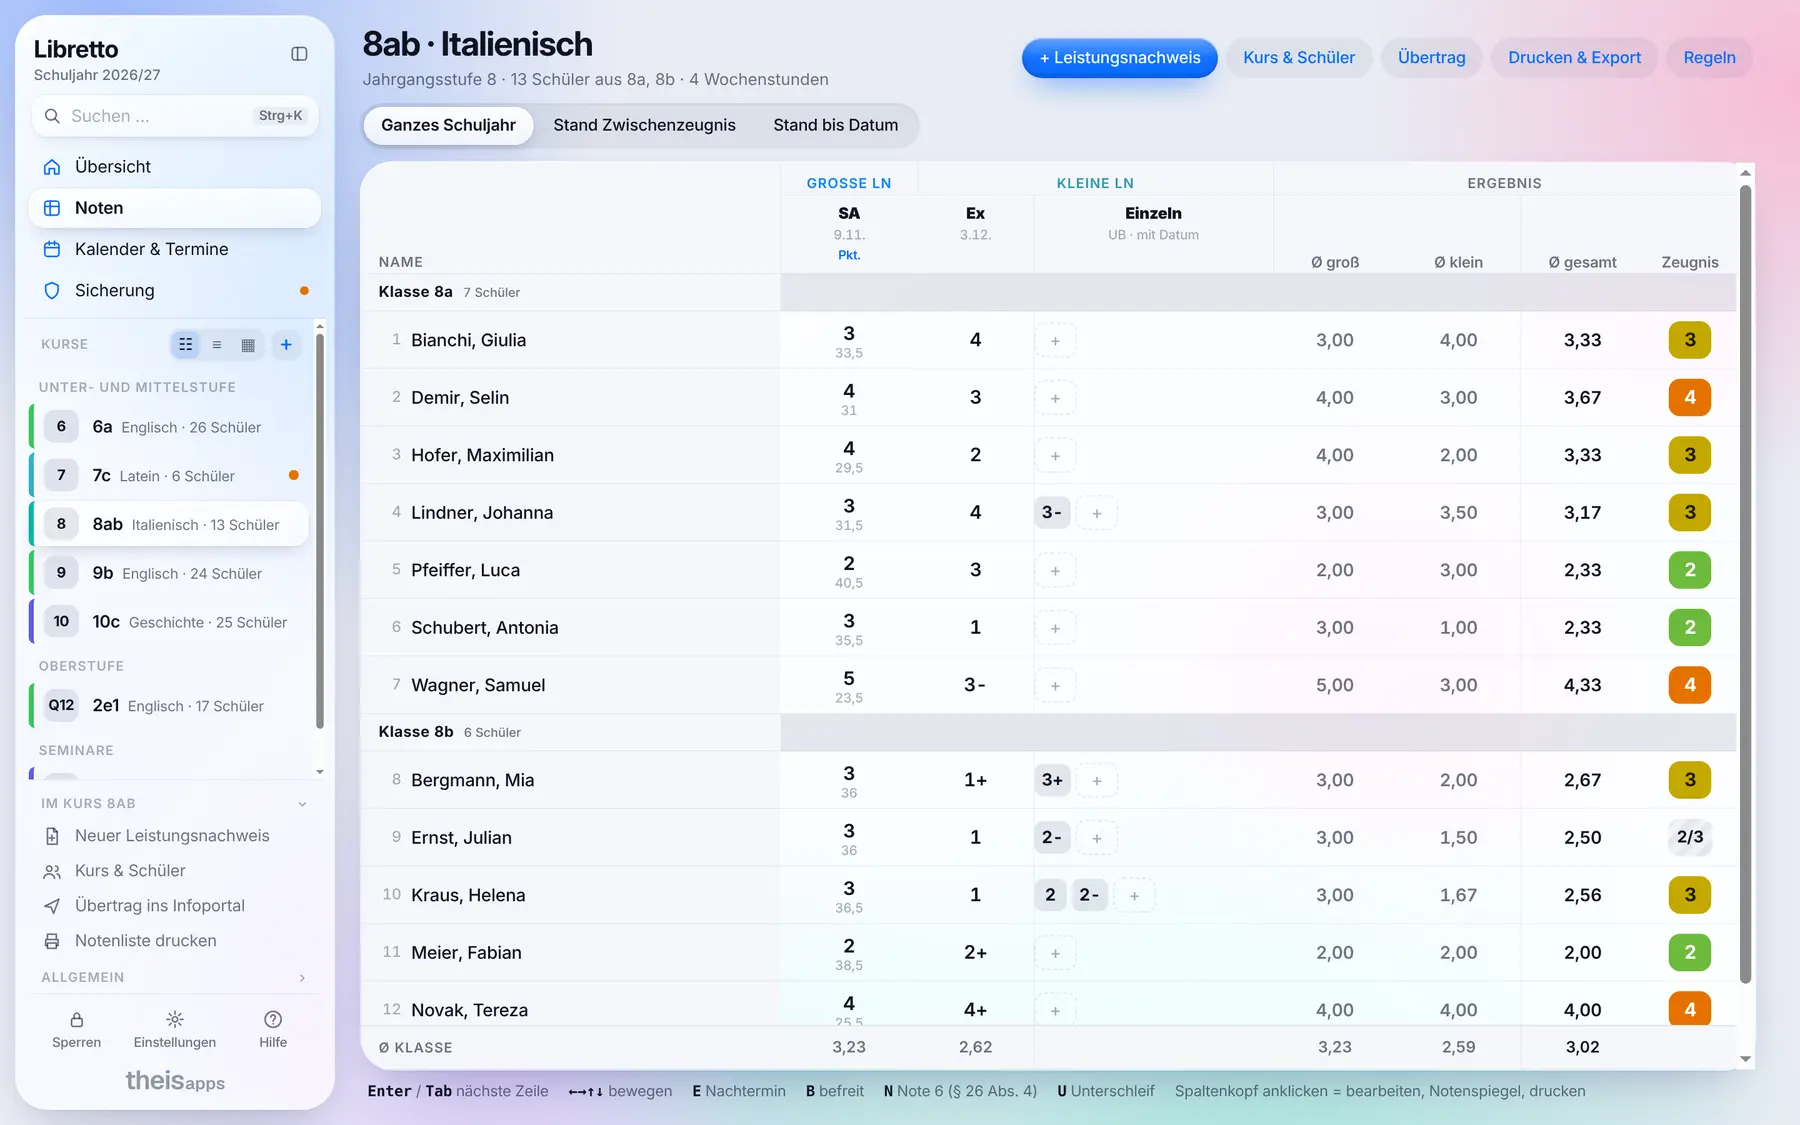 Libretto
Schuljahr 2026/27
Suchen ... Strg+K
Übersicht
Noten
Kalender & Termine
Sicherung
KURSE
UNTER- UND MITTELSTUFE
6 6a Englisch · 26 Schüler
7 7c Latein · 6 Schüler
8 8ab Italienisch · 13 Schüler
9 9b Englisch · 24 Schüler
10 10c Geschichte · 25 Schüler
OBERSTUFE
Q12 2e1 Englisch · 17 Schüler
SEMINARE
IM KURS 8AB
Neuer Leistungsnachweis
Kurs & Schüler
Übertrag ins Infoportal
Notenliste drucken
ALLGEMEIN
Sperren Einstellungen Hilfe
theisapps
8ab · Italienisch
Jahrgangsstufe 8 · 13 Schüler aus 8a, 8b · 4 Wochenstunden
+ Leistungsnachweis Kurs & Schüler Übertrag Drucken & Export Regeln
Ganzes Schuljahr Stand Zwischenzeugnis Stand bis Datum
GROSSE LN KLEINE LN ERGEBNIS
SA Ex Einzeln
9.11. 3.12. UB · mit Datum
Pkt.
NAME Ø groß Ø klein Ø gesamt Zeugnis
Klasse 8a 7 Schüler
1 Bianchi, Giulia 3 33,5 4 + 3,00 4,00 3,33 3
2 Demir, Selin 4 31 3 + 4,00 3,00 3,67 4
3 Hofer, Maximilian 4 29,5 2 + 4,00 2,00 3,33 3
4 Lindner, Johanna 3 31,5 4 3- + 3,00 3,50 3,17 3
5 Pfeiffer, Luca 2 40,5 3 + 2,00 3,00 2,33 2
6 Schubert, Antonia 3 35,5 1 + 3,00 1,00 2,33 2
7 Wagner, Samuel 5 23,5 3- + 5,00 3,00 4,33 4
Klasse 8b 6 Schüler
8 Bergmann, Mia 3 36 1+ 3+ + 3,00 2,00 2,67 3
9 Ernst, Julian 3 36 1 2- + 3,00 1,50 2,50 2/3
10 Kraus, Helena 3 36,5 1 2 2- + 3,00 1,67 2,56 3
11 Meier, Fabian 2 38,5 2+ + 2,00 2,00 2,00 2
12 Novak, Tereza 4 25,5 4+ + 4,00 4,00 4,00 4
Ø KLASSE 3,23 2,62 3,23 2,59 3,02
Enter / Tab nächste Zeile ←→↑↓ bewegen E Nachtermin B befreit N Note 6 (§ 26 Abs. 4) U Unterschleif Spaltenkopf anklicken = bearbeiten, Notenspiegel, drucken